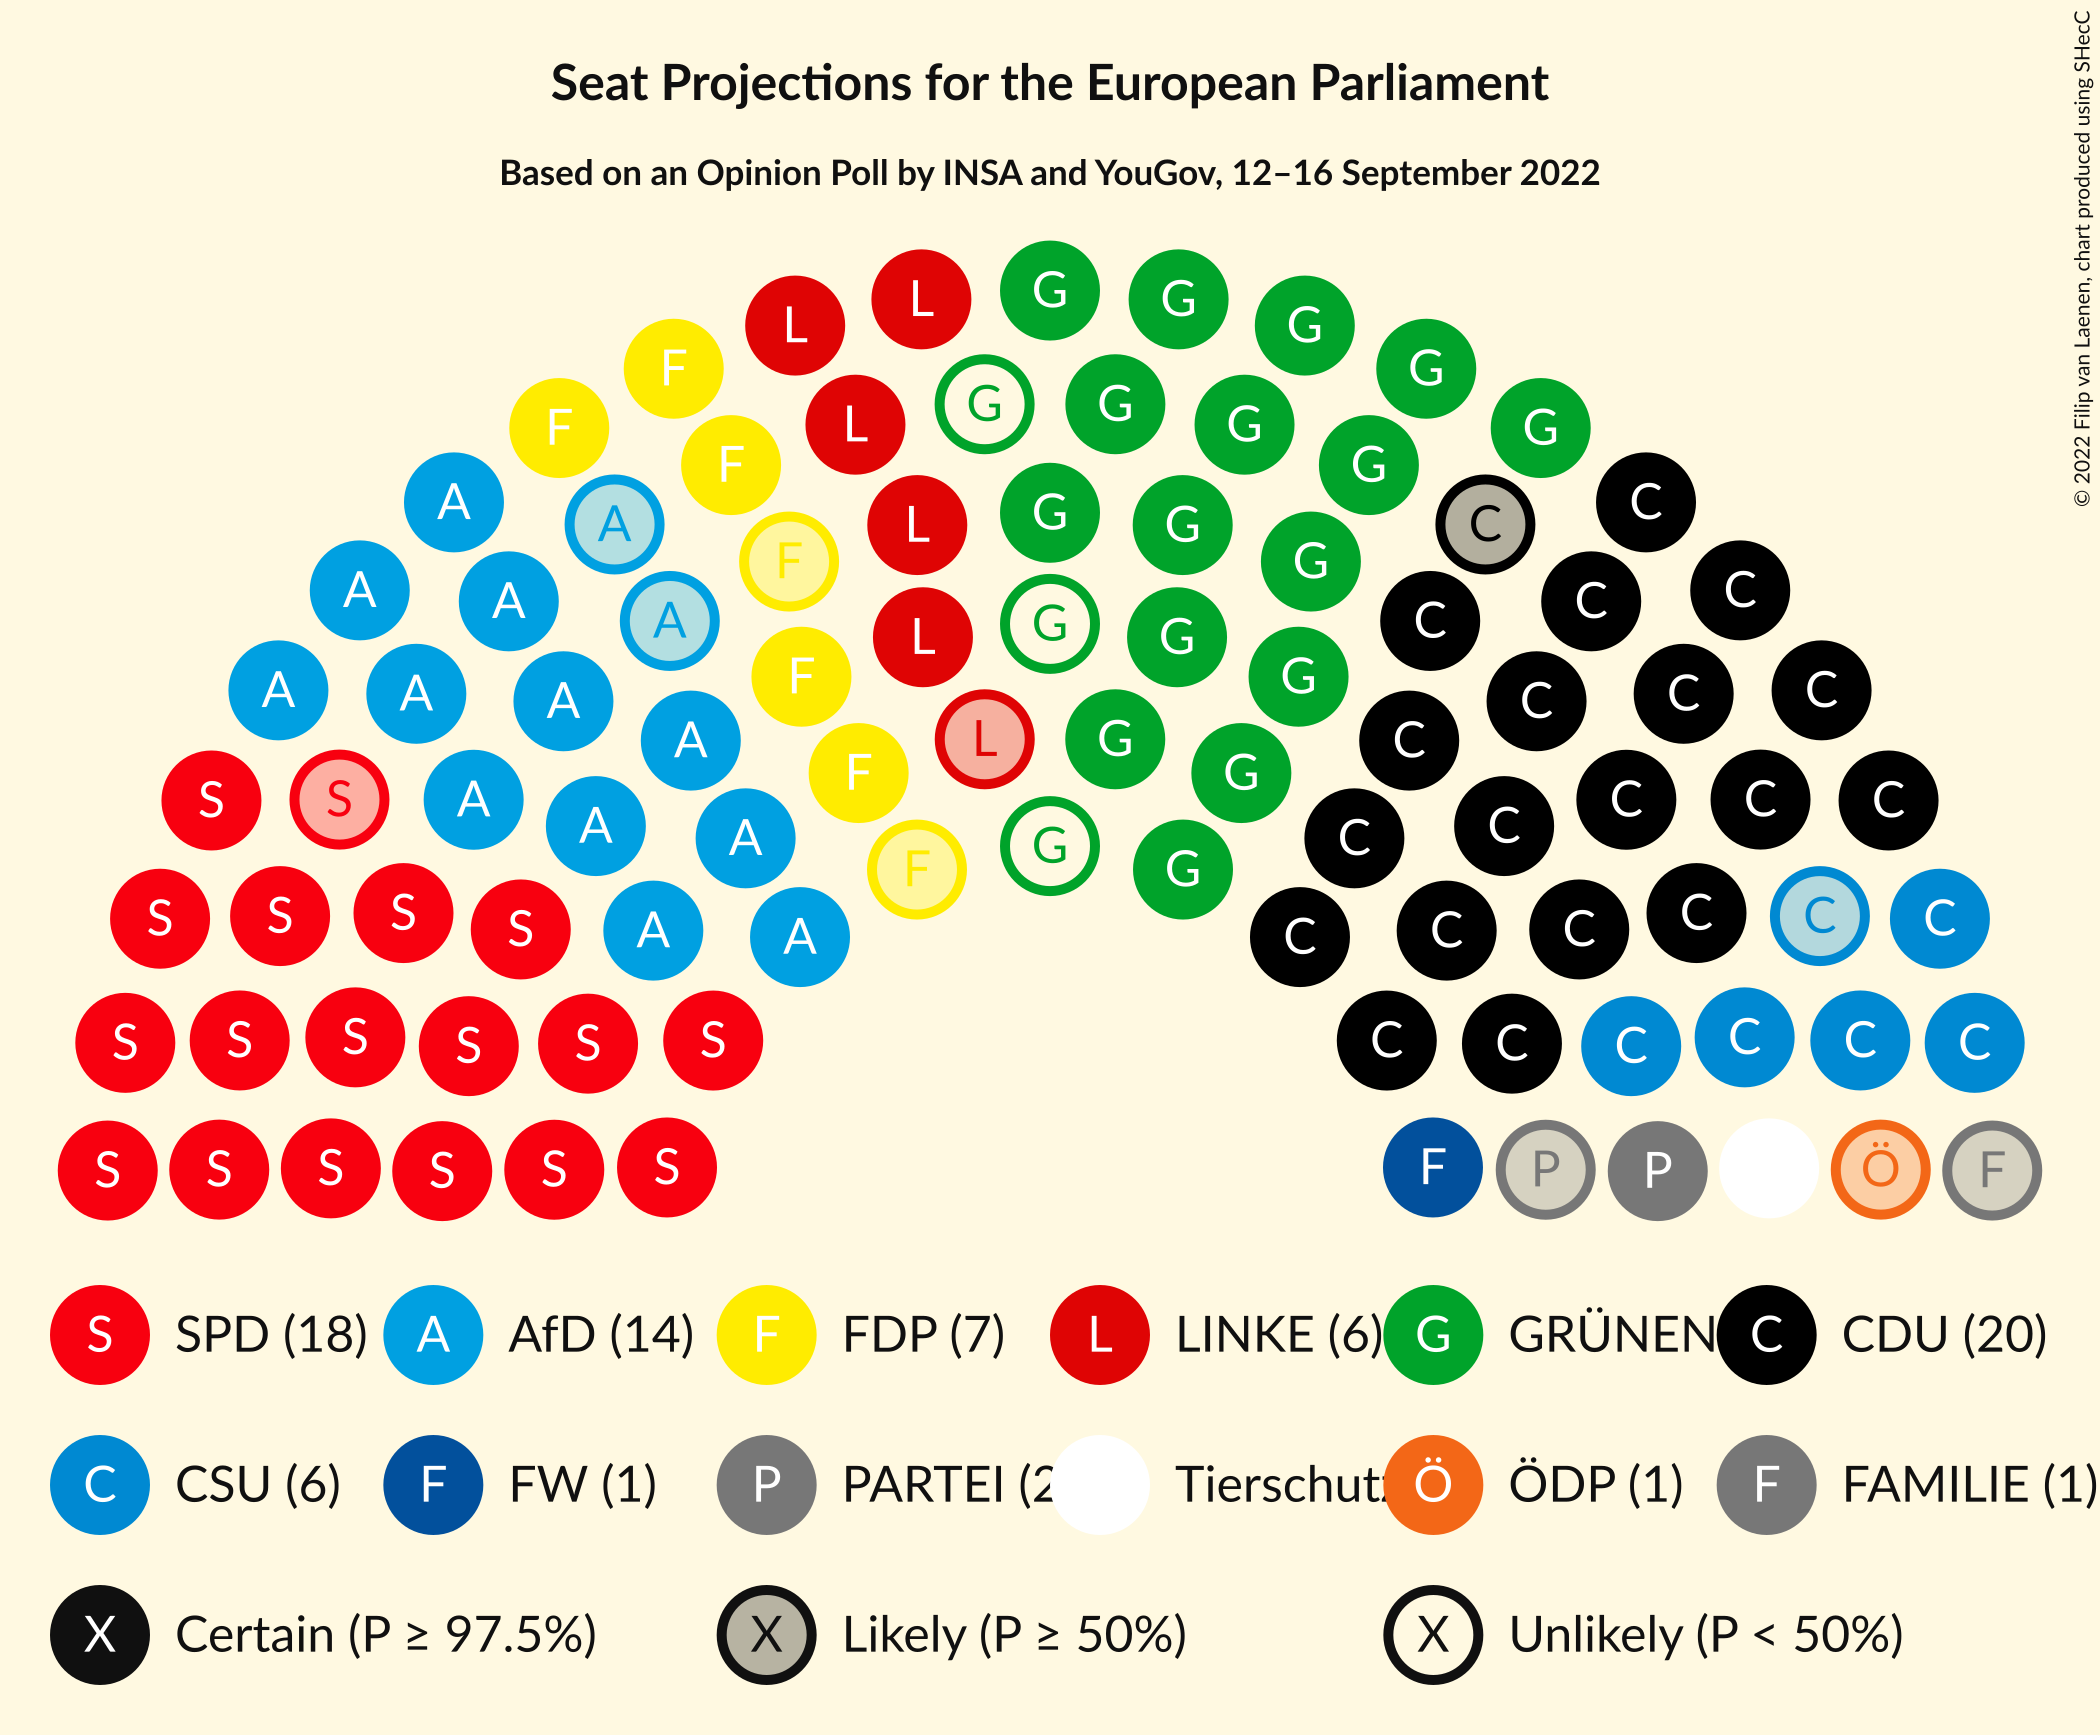 © 2022 Filip van Laenen, chart produced using SHecC
Seat Projections for the European Parliament
Based on an Opinion Poll by INSA and YouGov, 12–16 September 2022
L L G G G
F G
F L G G G G
F G
A A L G G C C
A A F G C C
A L G G C
A A A F G C C C
A L G C
S S A F G C C C
A A G C C
F G
S S S S A A C C C C C C
S S S S S S C C C C C C
S S S S S S F P P Ö F
S SPD (18) A AfD (14) F FDP (7) L LINKE (6) G GRÜNEN C CDU (20)
C CSU (6) F FW (1) P PARTEI (2 Tierschutz Ö ÖDP (1) F FAMILIE (1)
X Certain (P ≥ 97.5%) X Likely (P ≥ 50%) X Unlikely (P < 50%)